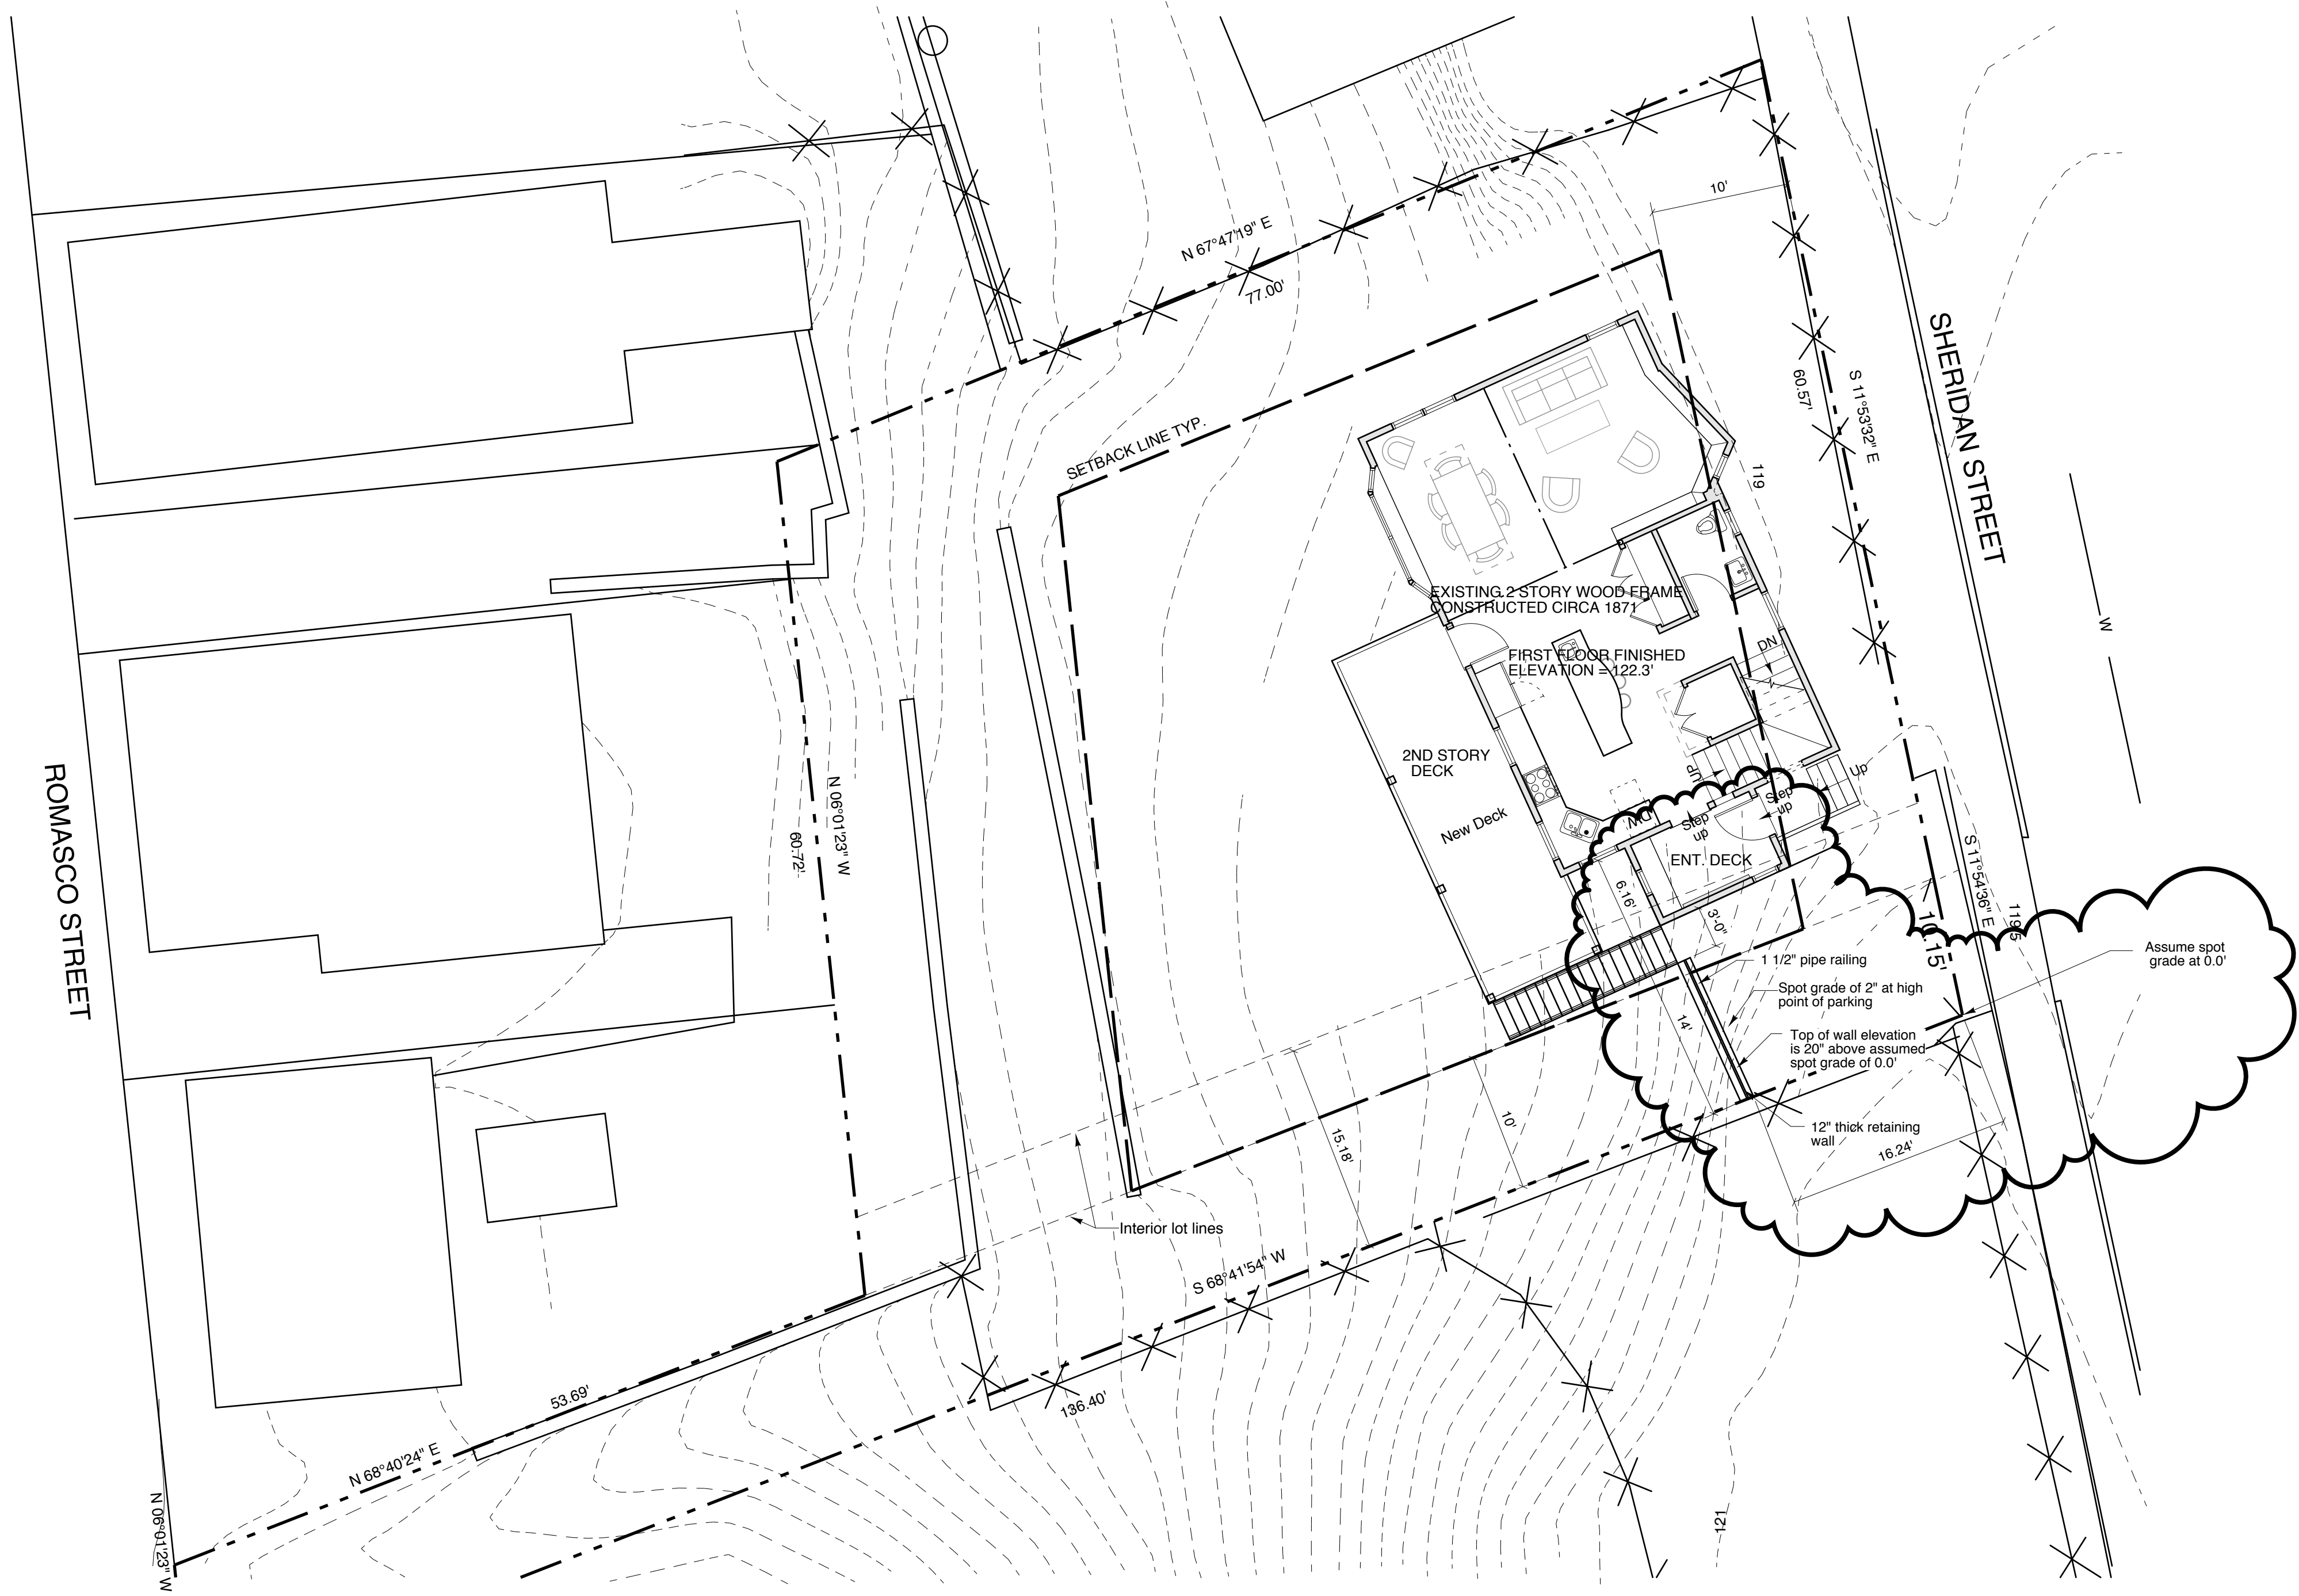 N 67°47'19" E
77.00'
10'
SETBACK LINE TYP.
60.57'
S 11°53'32" E
SHERIDAN STREET
119
W
EXISTING 2 STORY WOOD FRAME
CONSTRUCTED CIRCA 1871
FIRST FLOOR FINISHED
ELEVATION = 122.3'
DN
2ND STORY
DECK
New Deck
UP
Up
Step
up
Step
up
DW
ENT. DECK
6.16'
3'-0"
ROMASCO STREET
60.72'
N 06°01'23" W
S 11°54'36" E
119.5
10.15'
Assume spot
grade at 0.0'
1 1/2" pipe railing
Spot grade of 2" at high
point of parking
14'
Top of wall elevation
is 20" above assumed
spot grade of 0.0'
12" thick retaining
wall
16.24'
10'
15.18'
Interior lot lines
S 68°41'54" W
136.40'
53.69'
N 68°40'24" E
N 06°01'23" W
121